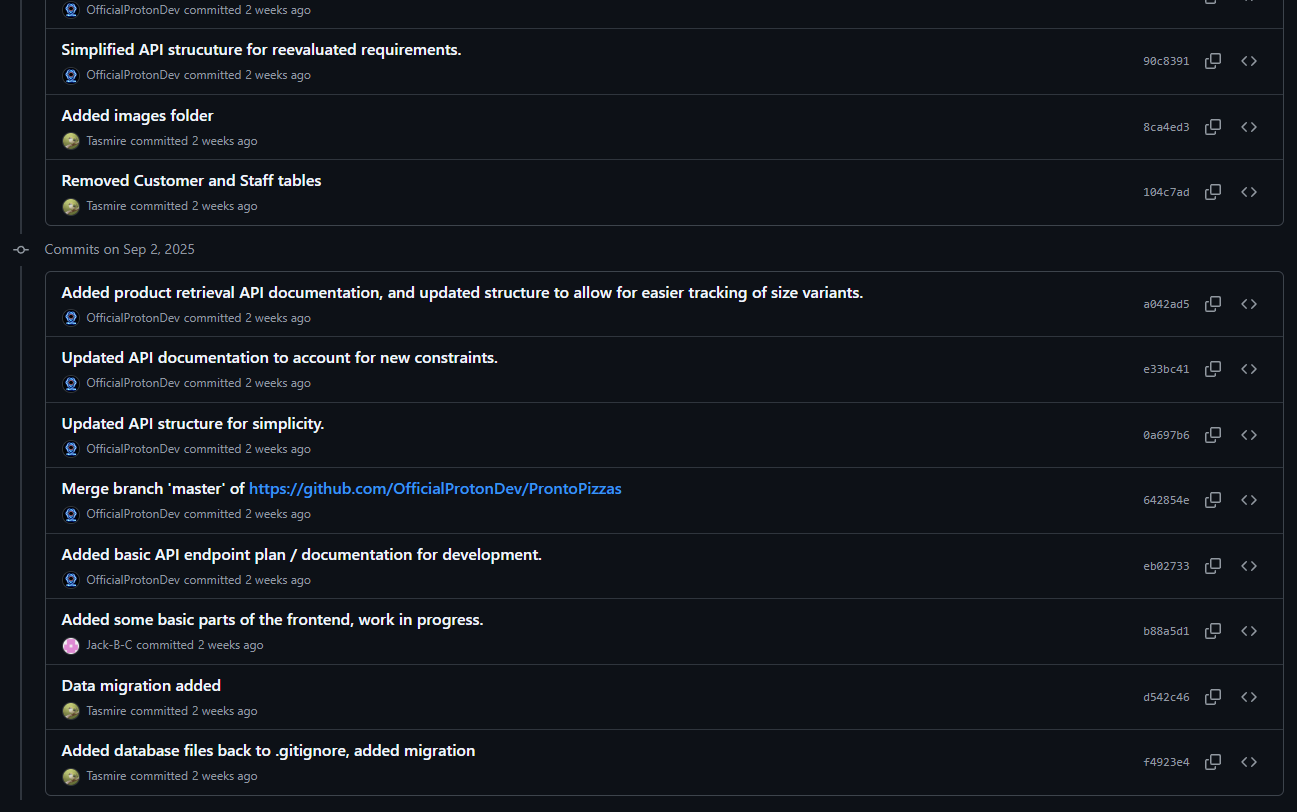 OfficialProtonDev committed 2 weeks ago
Simplified API strucuture for reevaluated requirements.
90c8391
OfficialProtonDev committed 2 weeks ago
Added images folder
8ca4ed3
Tasmire committed 2 weeks ago
Removed Customer and Staff tables
104c7ad
Tasmire committed 2 weeks ago
Commits on Sep 2, 2025
Added product retrieval API documentation, and updated structure to allow for easier tracking of size variants.
a042ad5
OfficialProtonDev committed 2 weeks ago
Updated API documentation to account for new constraints.
e33bc41
OfficialProtonDev committed 2 weeks ago
Updated API structure for simplicity.
0a697b6
OfficialProtonDev committed 2 weeks ago
Merge branch 'master' of https://github.com/OfficialProtonDev/ProntoPizzas
642854e
OfficialProtonDev committed 2 weeks ago
Added basic API endpoint plan / documentation for development.
eb02733
OfficialProtonDev committed 2 weeks ago
Added some basic parts of the frontend, work in progress.
b88a5d1
Jack-B-C committed 2 weeks ago
Data migration added
d542c46
Tasmire committed 2 weeks ago
Added database files back to .gitignore, added migration
f4923e4
Tasmire committed 2 weeks ago